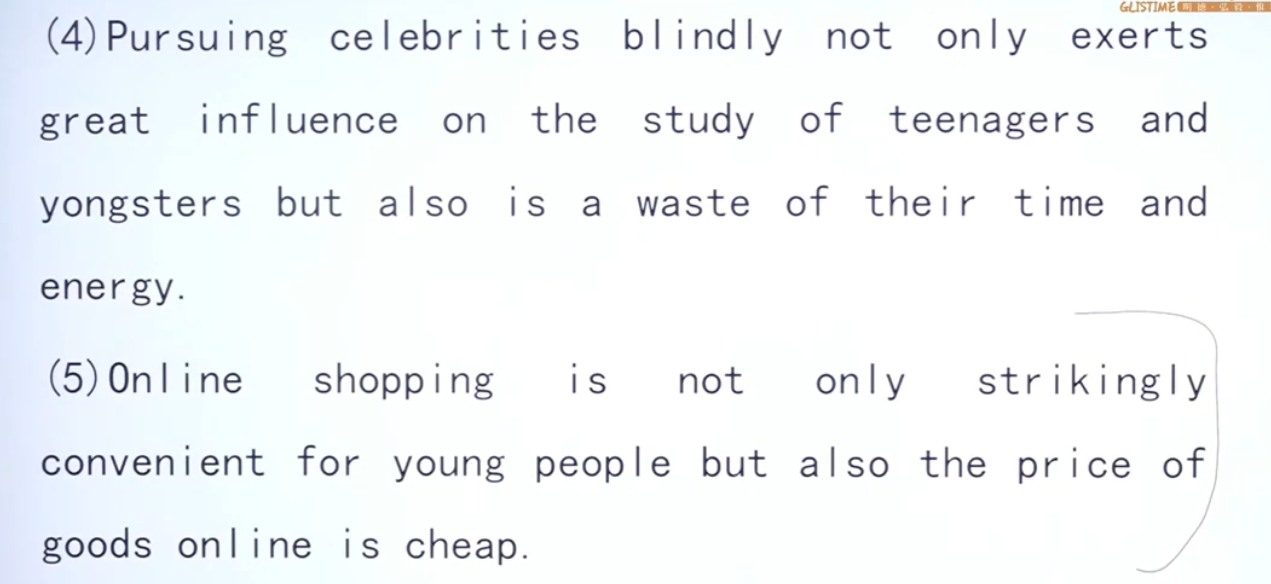 GLISTIME
(4)Pursuing celebrities blindly not only exerts
great influence on the study of teenagers and
yongsters but also is a waste of their time and
energy.
(5)Online shopping is not only strikingly
convenient for young people but also the price of
goods online is cheap.